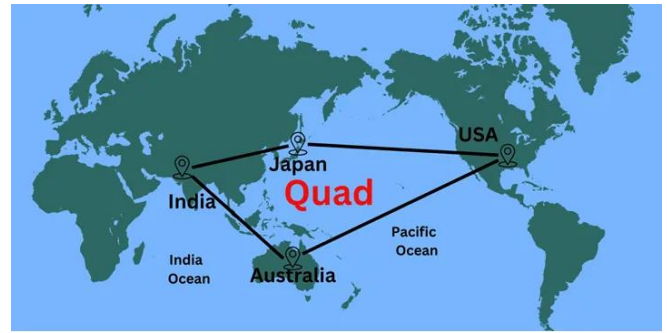 USA
Japan
Quad
India
Pacific
Ocean
India
Ocean
Australia